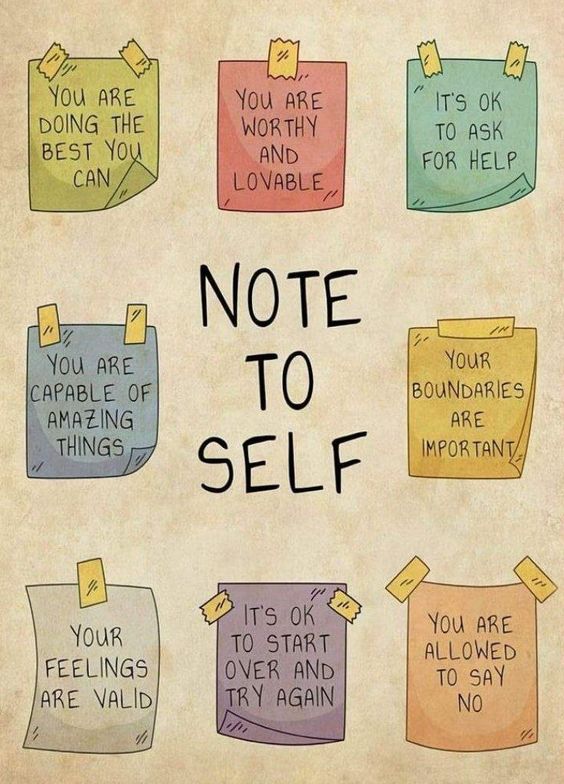 YOU ARE
DOING THE
BEST YOU
CAN
YOU ARE
WORTHY
AND
LOVABLE
IT'S OK
TO ASK
FOR HELP
NOTE
TO
SELF
YOU ARE
CAPABLE OF
AMAZING
THINGS
YOUR
BOUNDARIES
ARE
IMPORTANT
YOUR
FEELINGS
ARE VALID
IT'S OK
TO START
OVER AND
TRY AGAIN
YOU ARE
ALLOWED
TO SAY
NO